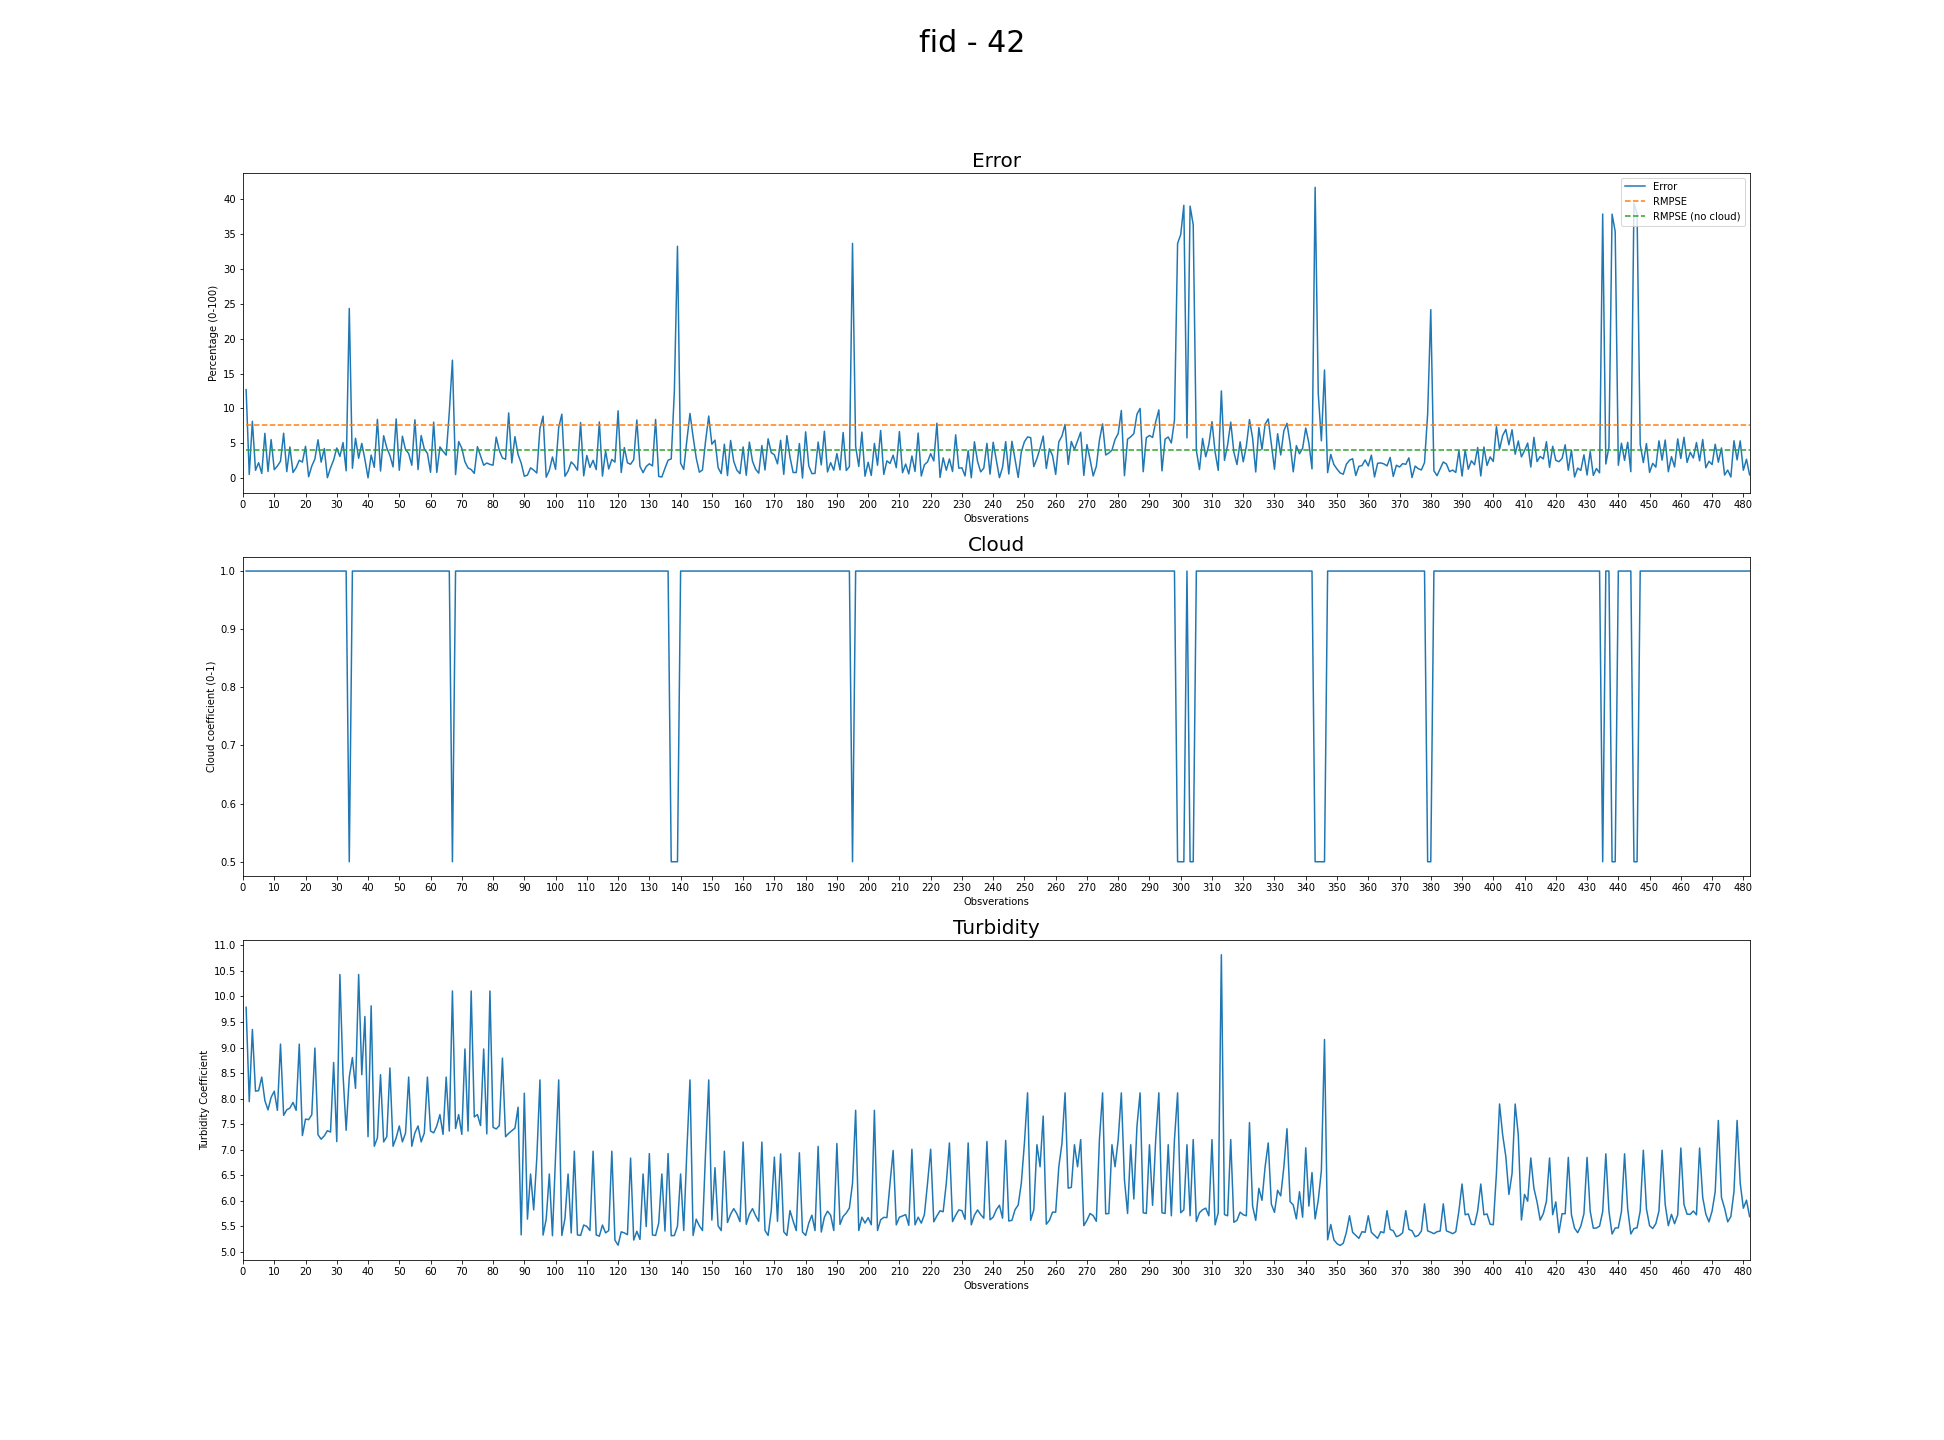 fid - 42
Error
Percentage (0-100)
40
35
30
25
20
15
10
5
0
Error
RMPSE
RMPSE (no cloud)
0 10 20 30 40 50 60 70 80 90 100 110 120 130 140 150 160 170 180 190 200 210 220 230 240 250 260 270 280 290 300 310 320 330 340 350 360 370 380 390 400 410 420 430 440 450 460 470 480
Obsverations
Cloud
Cloud coefficient (0-1)
1.0
0.9
0.8
0.7
0.6
0.5
0 10 20 30 40 50 60 70 80 90 100 110 120 130 140 150 160 170 180 190 200 210 220 230 240 250 260 270 280 290 300 310 320 330 340 350 360 370 380 390 400 410 420 430 440 450 460 470 480
Obsverations
Turbidity
Turbidity Coefficient
11.0
10.5
10.0
9.5
9.0
8.5
8.0
7.5
7.0
6.5
6.0
5.5
5.0
0 10 20 30 40 50 60 70 80 90 100 110 120 130 140 150 160 170 180 190 200 210 220 230 240 250 260 270 280 290 300 310 320 330 340 350 360 370 380 390 400 410 420 430 440 450 460 470 480
Obsverations